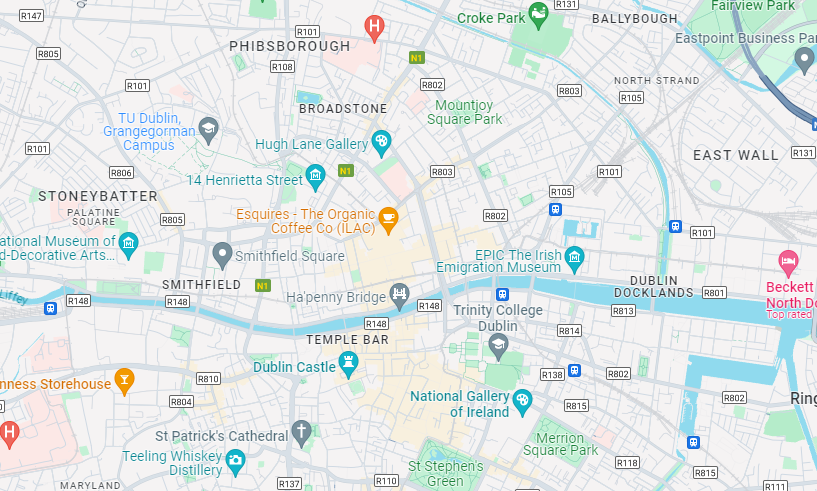 R147
R131
Fairview Park
Croke Park
BALLYBOUGH
R101
PHIBSBOROUGH
H
Eastpoint Business Par
R805
N1
R108
NORTH STRAND
R101
R802
R803
R105
BROADSTONE
Mountjoy
Square Park
TU Dublin,
Grangegorman
Campus
Hugh Lane Gallery
R101
EAST WALL
R131
R806
14 Henrietta Street
N1
R803
R101
STONEYBATTER
R105
PALATINE
SQUARE
R805
Esquires - The Organic
Coffee Co (ILAC)
R802
R101
ational Museum of
d-Decorative Arts...
Smithfield Square
EPIC The Irish
Emigration Museum
SMITHFIELD
N1
DUBLIN
DOCKLANDS
Beckett
North Do
Top rated
Liffey
R148
R148
Ha'penny Bridge
R148
R801
R813
R148
Trinity College
Dublin
R814
TEMPLE BAR
Dublin Castle
R138
R802
nness Storehouse
R810
R804
National Gallery
of Ireland
R815
R802
Ring
H
St Patrick's Cathedral
Merrion
Square Park
Teeling Whiskey
Distillery
St Stephen's
Green
R118
R815
MARYLAND
R137
R110
R111